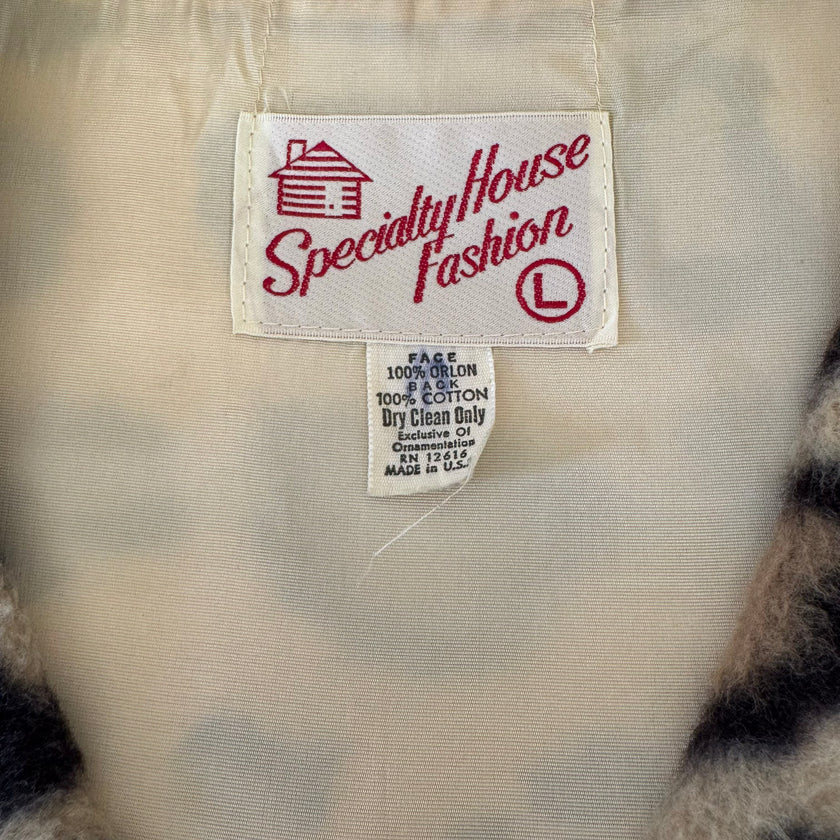 Specialty House
Fashion
L
FACE
100% ORLON
BACK
100% COTTON
Dry Clean Only
Exclusive Of
Ornamentation
RN 12616
MADE in U.S.